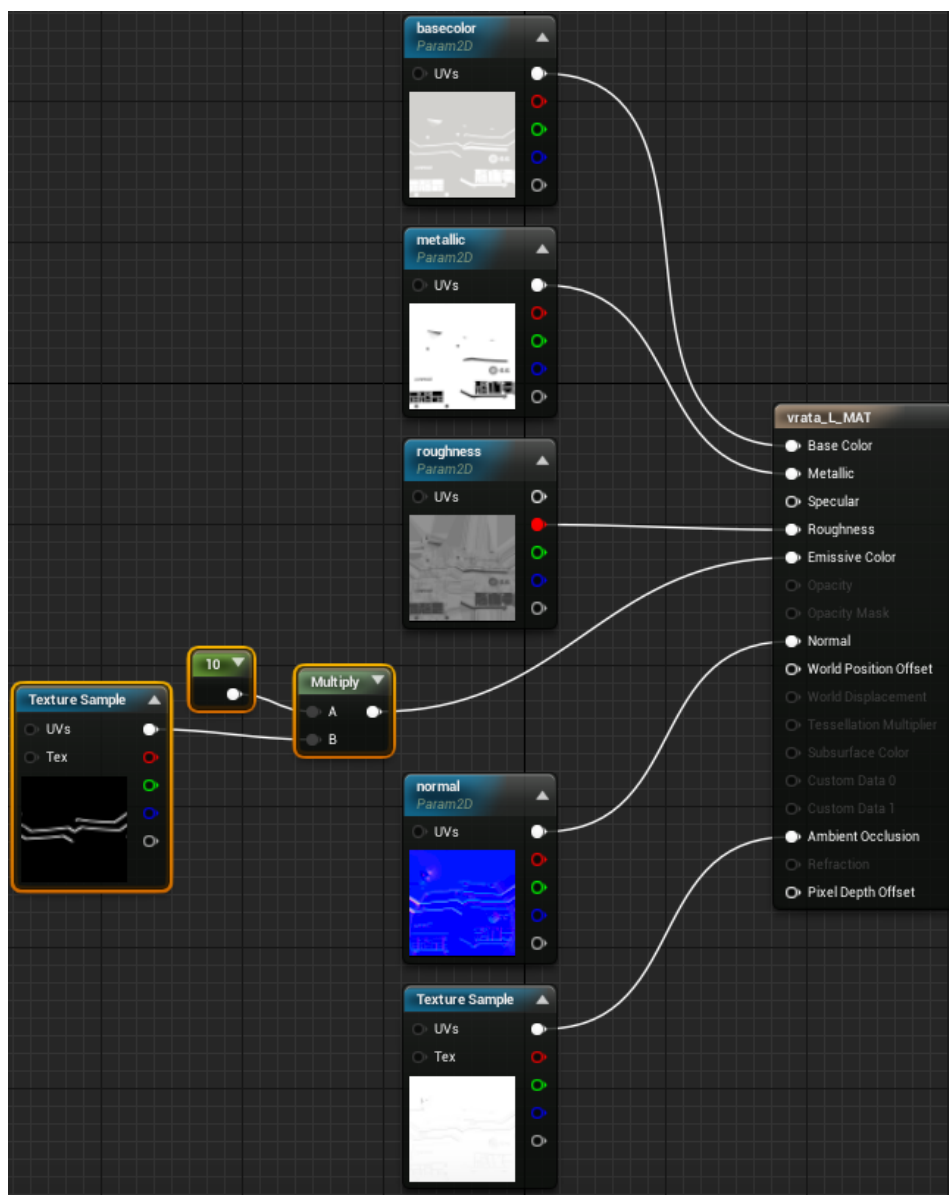 basecolor
Param2D
UVs
metallic
Param2D
UVs
roughness
Param2D
UVs
vrata_L_MAT
Base Color
Metallic
Specular
Roughness
Emissive Color
Opacity
Opacity Mask
Normal
World Position Offset
World Displacement
Tessellation Multiplier
Subsurface Color
Custom Data 0
Custom Data 1
Ambient Occlusion
Refraction
Pixel Depth Offset
10
Multiply
A
B
Texture Sample
UVs
Tex
normal
Param2D
UVs
Texture Sample
UVs
Tex